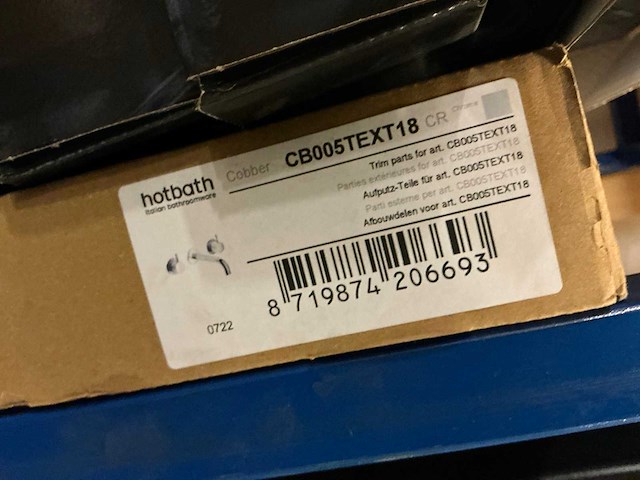 hotbath
italian bathroomware
Cobber CB005TEXT18 CR chrome
Trim parts for art. CB005TEXT18
Parties extérieures for art. CB005TEXT18
Aufputz-Teile für art. CB005TEXT18
Parti esterne per art. CB005TEXT18
Afbouwdelen voor art. CB005TEXT18
8 719874 206693
0722